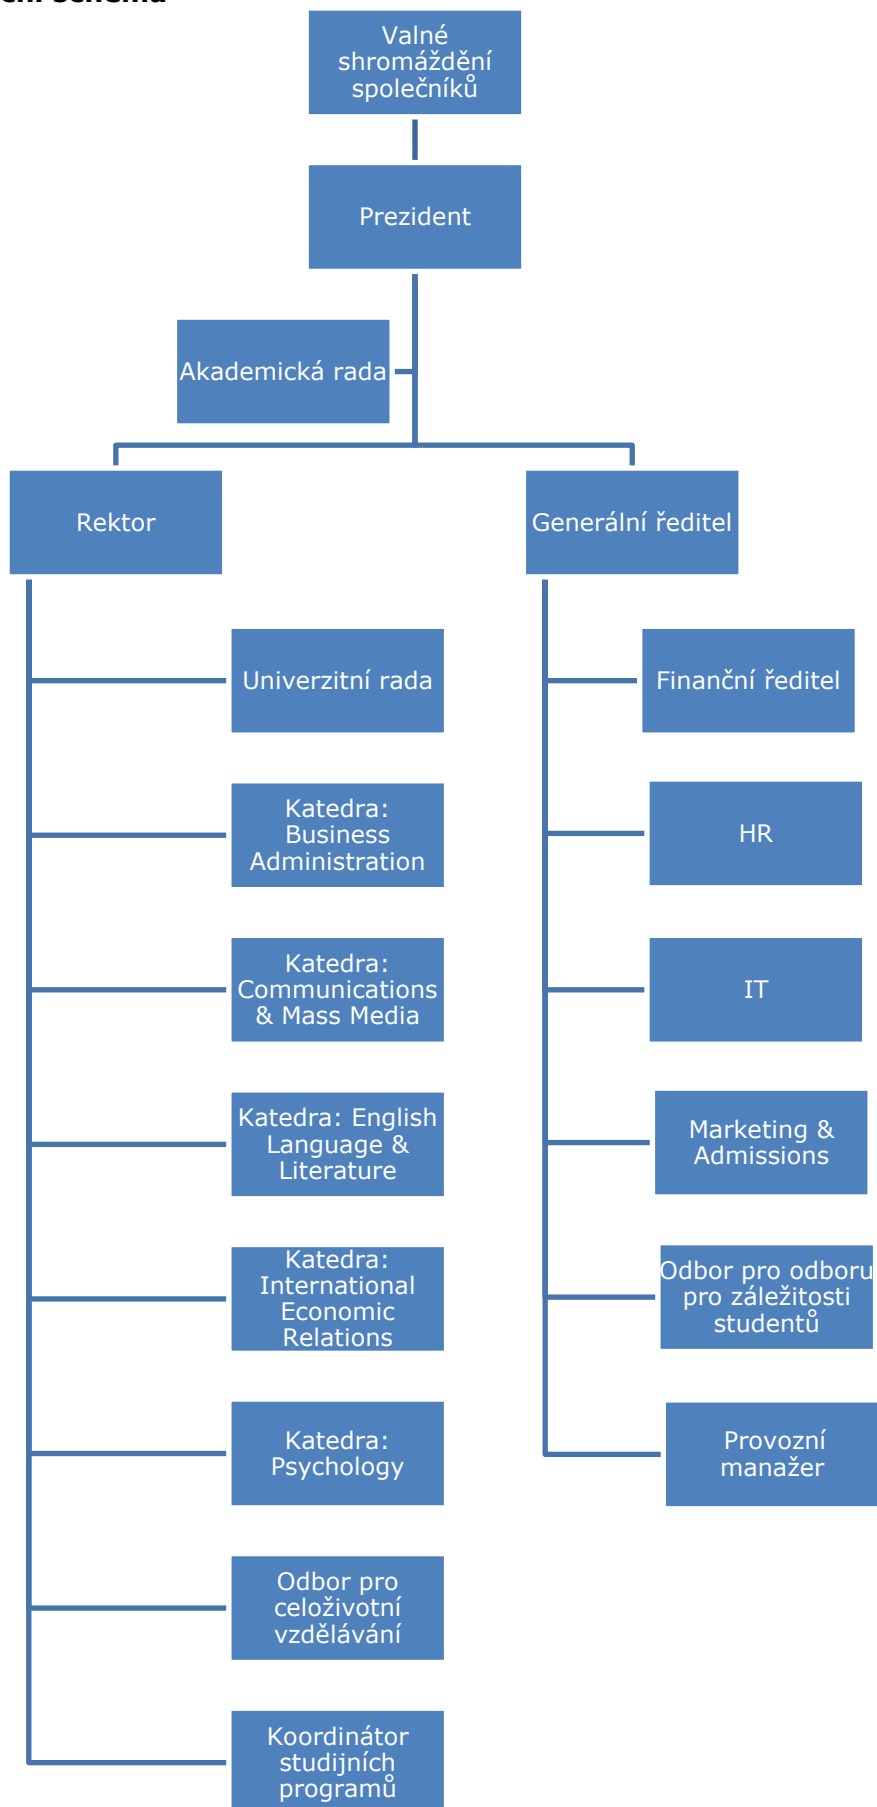 Valné
shromáždění
společníků
Prezident
Akademická rada
Rektor
Generální ředitel
Univerzitní rada
Finanční ředitel
Katedra:
Business
Administration
HR
Katedra:
Communications
& Mass Media
IT
Katedra: English
Language &
Literature
Marketing &
Admissions
Katedra:
International
Economic
Relations
Odbor pro odboru
pro záležitosti
studentů
Katedra:
Psychology
Provozní
manažer
Odbor pro
celoživotní
vzdělávání
Koordinátor
studijních
programů